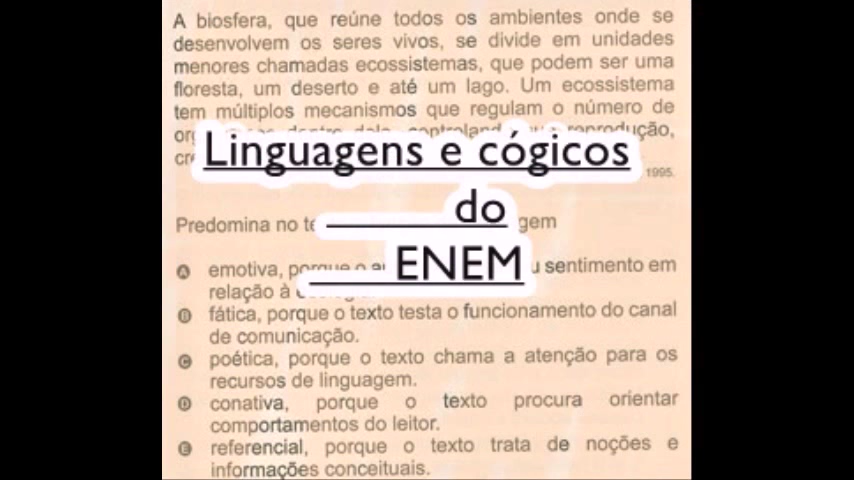 A biosfera, que reúne todos os ambientes onde se
desenvolvem os seres vivos, se divide em unidades
menores chamadas ecossistemas, que podem ser uma
floresta, um deserto e até um lago. Um ecossistema
tem múltiplos mecanismos que regulam o número de
reprodução,
Linguagens e cógicos
1995.
do
Predomina no
ENEM
A emotiva, porque o sentimento em
relação à
B fática, porque o texto testa o funcionamento do canal
de comunicação.
C poética, porque o texto chama a atenção para os
recursos de linguagem.
D conativa, porque o texto procura orientar
comportamentos do leitor.
E referencial, porque o texto trata de noções e
informações conceituais.